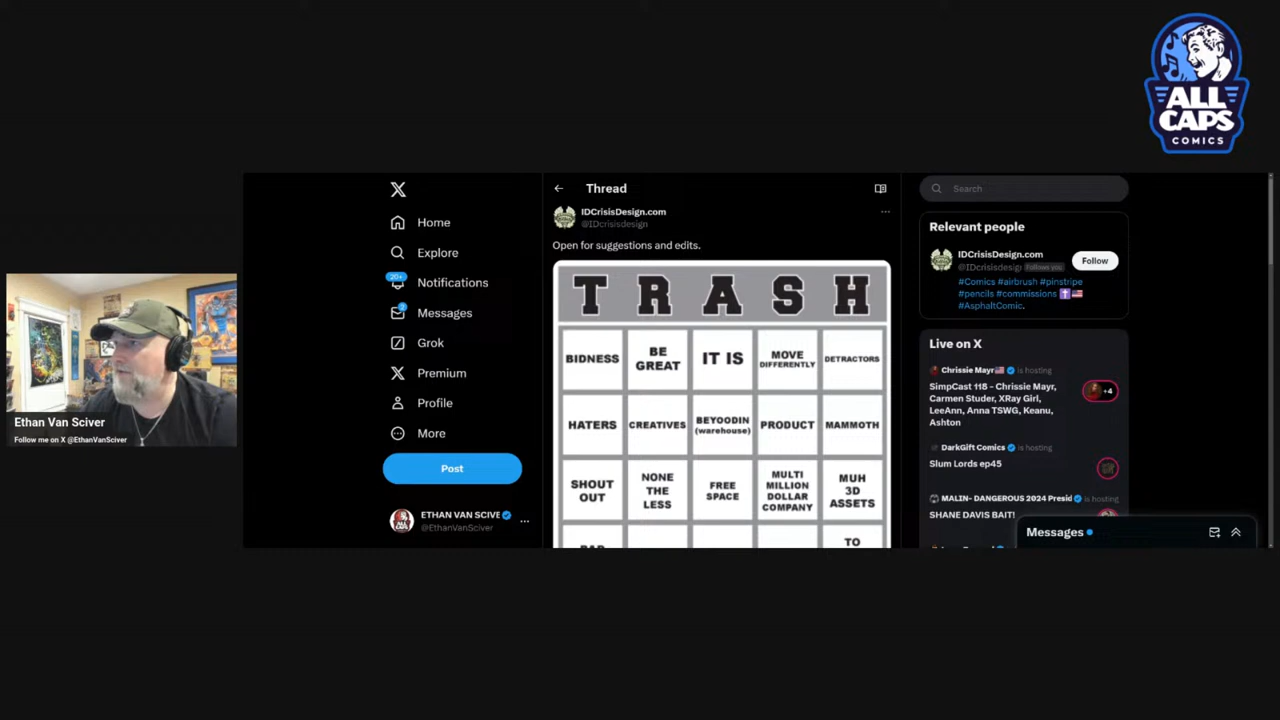 ALL
CAPS
COMICS
Home
Explore
20+
Notifications
2
Messages
Grok
Premium
Profile
More
Post
ETHAN VAN SCIVE
@EthanVanSciver
...
Thread
IDCrisisDesign.com
@IDcrisisdesign
Open for suggestions and edits.
T R A S H
BIDNESS
BE
GREAT
IT IS
MOVE
DIFFERENTLY
DETRACTORS
HATERS
CREATIVES
BEYOODIN
(warehouse)
PRODUCT
MAMMOTH
SHOUT
OUT
NONE
THE
LESS
FREE
SPACE
MULTI
MILLION
DOLLAR
COMPANY
MUH
3D
ASSETS
TO
Search
Relevant people
IDCrisisDesign.com
@IDcrisisdesig Follows you
Follow
#Comics #airbrush #pinstripe
#pencils #commissions
#AsphaltComic.
Live on X
Chrissie Mayr is hosting
SimpCast 118 - Chrissie Mayr,
Carmen Studer, XRay Girl,
LeeAnn, Anna TSWG, Keanu,
Ashton
+4
DarkGift Comics is hosting
Slum Lords ep45
MALIN- DANGEROUS 2024 Presid is hosting
SHANE DAVIS BAIT!
Messages
Ethan Van Sciver
Follow me on X @EthanVanSciver